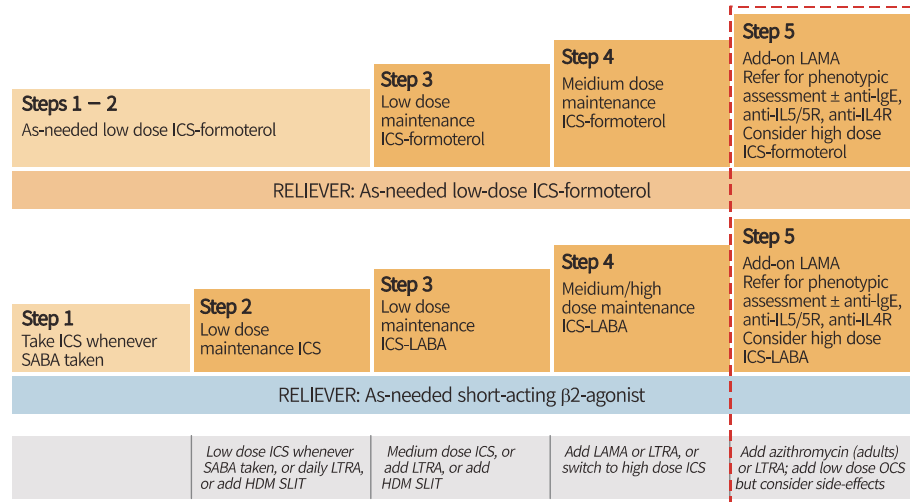 Steps 1 – 2
As-needed low dose ICS-formoterol
Step 3
Low dose
maintenance
ICS-formoterol
Step 4
Meidium dose
maintenance
ICS-formoterol
Step 5
Add-on LAMA
Refer for phenotypic
assessment ± anti-IgE,
anti-IL5/5R, anti-IL4R
Consider high dose
ICS-formoterol
RELIEVER: As-needed low-dose ICS-formoterol
Step 1
Take ICS whenever
SABA taken
Step 2
Low dose
maintenance ICS
Step 3
Low dose
maintenance
ICS-LABA
Step 4
Meidium/high
dose maintenance
ICS-LABA
Step 5
Add-on LAMA
Refer for phenotypic
assessment ± anti-IgE,
anti-IL5/5R, anti-IL4R
Consider high dose
ICS-LABA
RELIEVER: As-needed short-acting β2-agonist
Low dose ICS whenever
SABA taken, or daily LTRA,
or add HDM SLIT
Medium dose ICS, or
add LTRA, or add
HDM SLIT
Add LAMA or LTRA, or
switch to high dose ICS
Add azithromycin (adults)
or LTRA; add low dose OCS
but consider side-effects